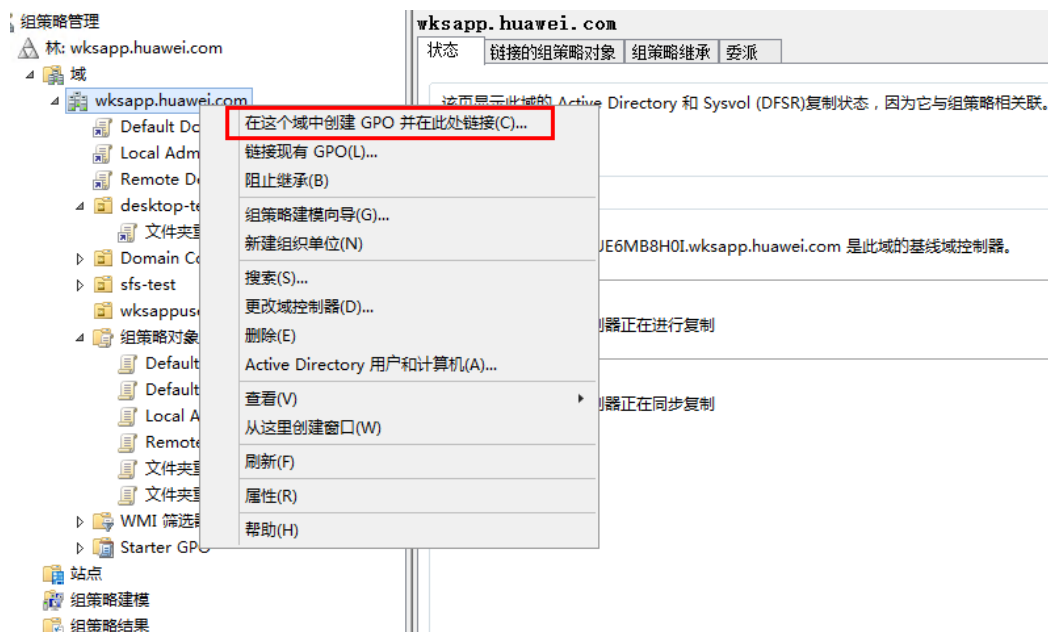 组策略管理
林: wksapp.huawei.com
域
wksapp.huawei.com
Default Do
Local Adm
Remote De
desktop-te
文件夹重
Domain Co
sfs-test
wksappuse
组策略对象
Default
Default
Local A
Remote
文件夹重
文件夹重
WMI 筛选器
Starter GPO
站点
组策略建模
组策略结果
在这个域中创建 GPO 并在此处链接(C)...
链接现有 GPO(L)...
阻止继承(B)
组策略建模向导(G)...
新建组织单位(N)
搜索(S)...
更改域控制器(D)...
删除(E)
Active Directory 用户和计算机(A)...
查看(V)
从这里创建窗口(W)
刷新(F)
属性(R)
帮助(H)
wksapp.huawei.com
状态 链接的组策略对象 组策略继承 委派
该页显示此域的 Active Directory 和 Sysvol (DFSR)复制状态，因为它与组策略相关联。
JE6MB8H0I.wksapp.huawei.com 是此域的基线域控制器。
器正在进行复制
器正在同步复制